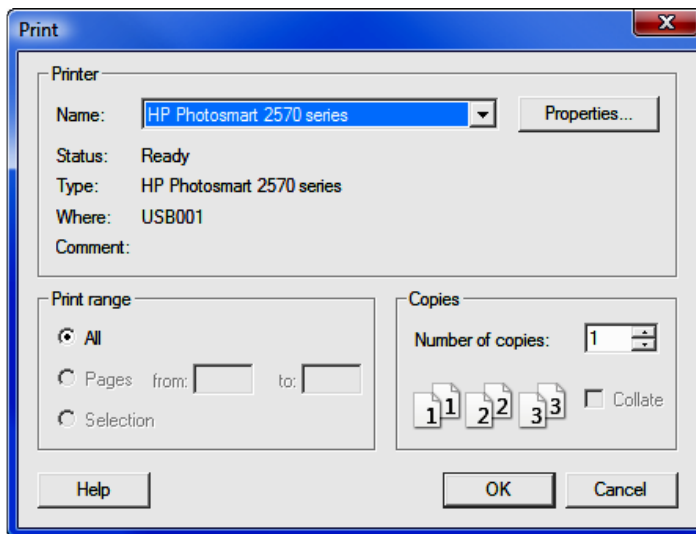 Print
Printer
Name: HP Photosmart 2570 series Properties...
Status: Ready
Type: HP Photosmart 2570 series
Where: USB001
Comment:
Print range
All
Pages from: to:
Selection
Copies
Number of copies: 1
1 1 2 2 3 3 Collate
Help OK Cancel